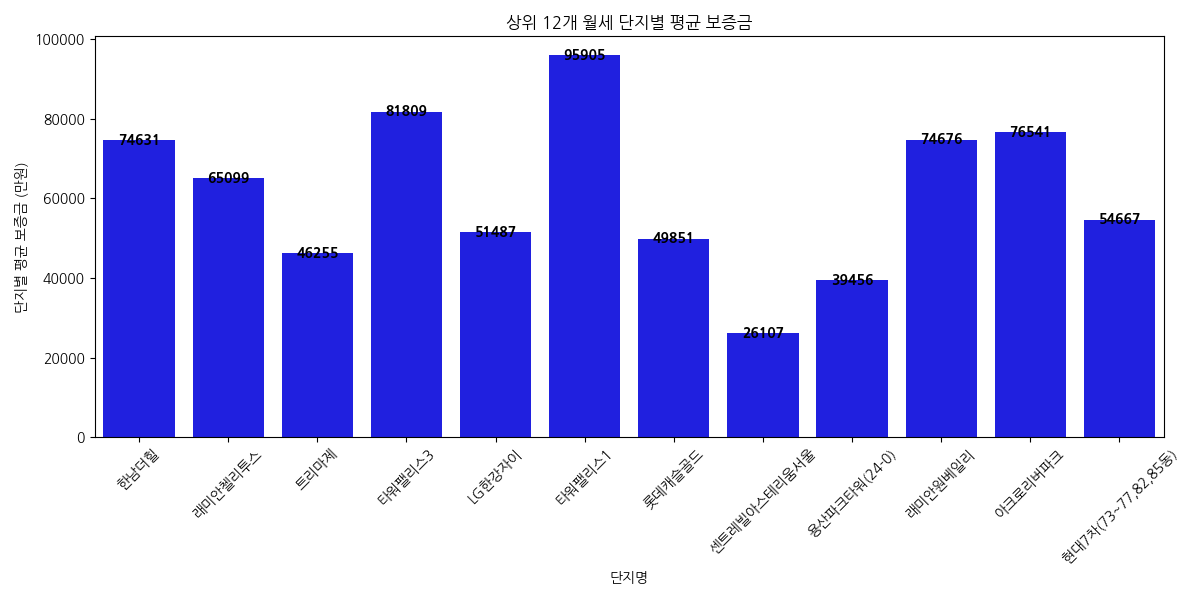 상위 12개 월세 단지별 평균 보증금
단지별 평균 보증금 (만원)
100000
80000
60000
40000
20000
0
74631
65099
46255
81809
51487
95905
49851
26107
39456
74676
76541
54667
한남더힐
래미안첼리투스
트리마제
타워팰리스3
LG한강자이
타워팰리스1
롯데캐슬골드
센트레빌아스테리움서울
용산파크타워(24-0)
래미안원베일리
아크로리버파크
현대7차(73~77,82,85동)
단지명